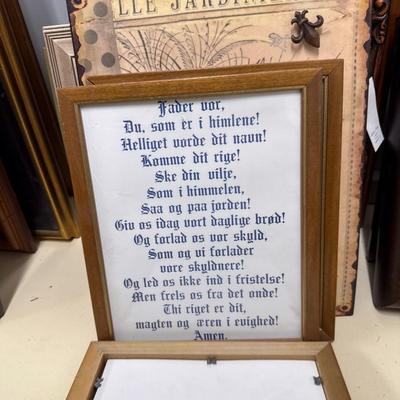 LLE JARDIN
Fader vor,
Du, som er i himlene!
Helliget vorde dit navn!
Komme dit rige!
Ske din vilje,
Som i himmelen,
Saa og paa jorden!
Giv os idag vort daglige brød!
Og forlad os vor skyld,
Som og vi forlader
vore skyldnere!
Og led os ikke ind i fristelse!
Men frels os fra det onde!
Thi riget er dit,
magten og æren i evighed!
Amen.